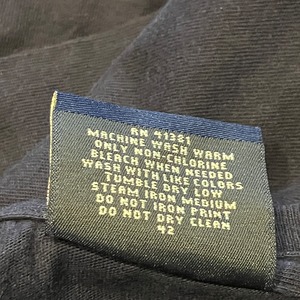 RN 41381
MACHINE WASH WARM
ONLY NON-CHLORINE
BLEACH WHEN NEEDED
WASH WITH LIKE COLORS
TUMBLE DRY LOW
STEAM IRON MEDIUM
DO NOT IRON PRINT
DO NOT DRY CLEAN
42